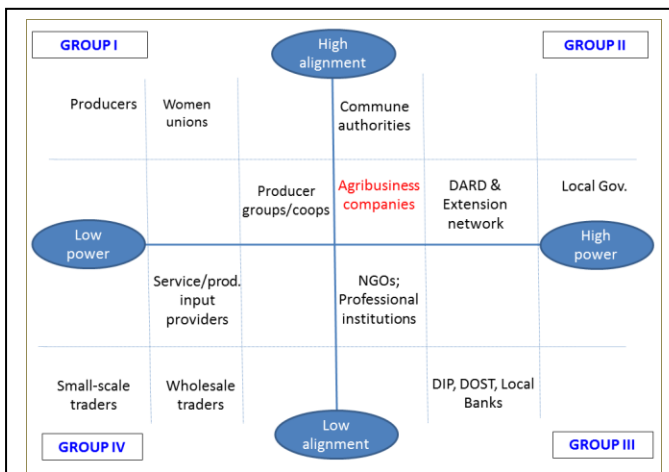 GROUP I
High
alignment
GROUP II
Producers
Women
unions
Commune
authorities
Producer
groups/coops
Agribusiness
companies
DARD &
Extension
network
Local Gov.
Low
power
High
power
Service/prod.
input
providers
NGOs;
Professional
institutions
Small-scale
traders
Wholesale
traders
DIP, DOST, Local
Banks
GROUP IV
Low
alignment
GROUP III